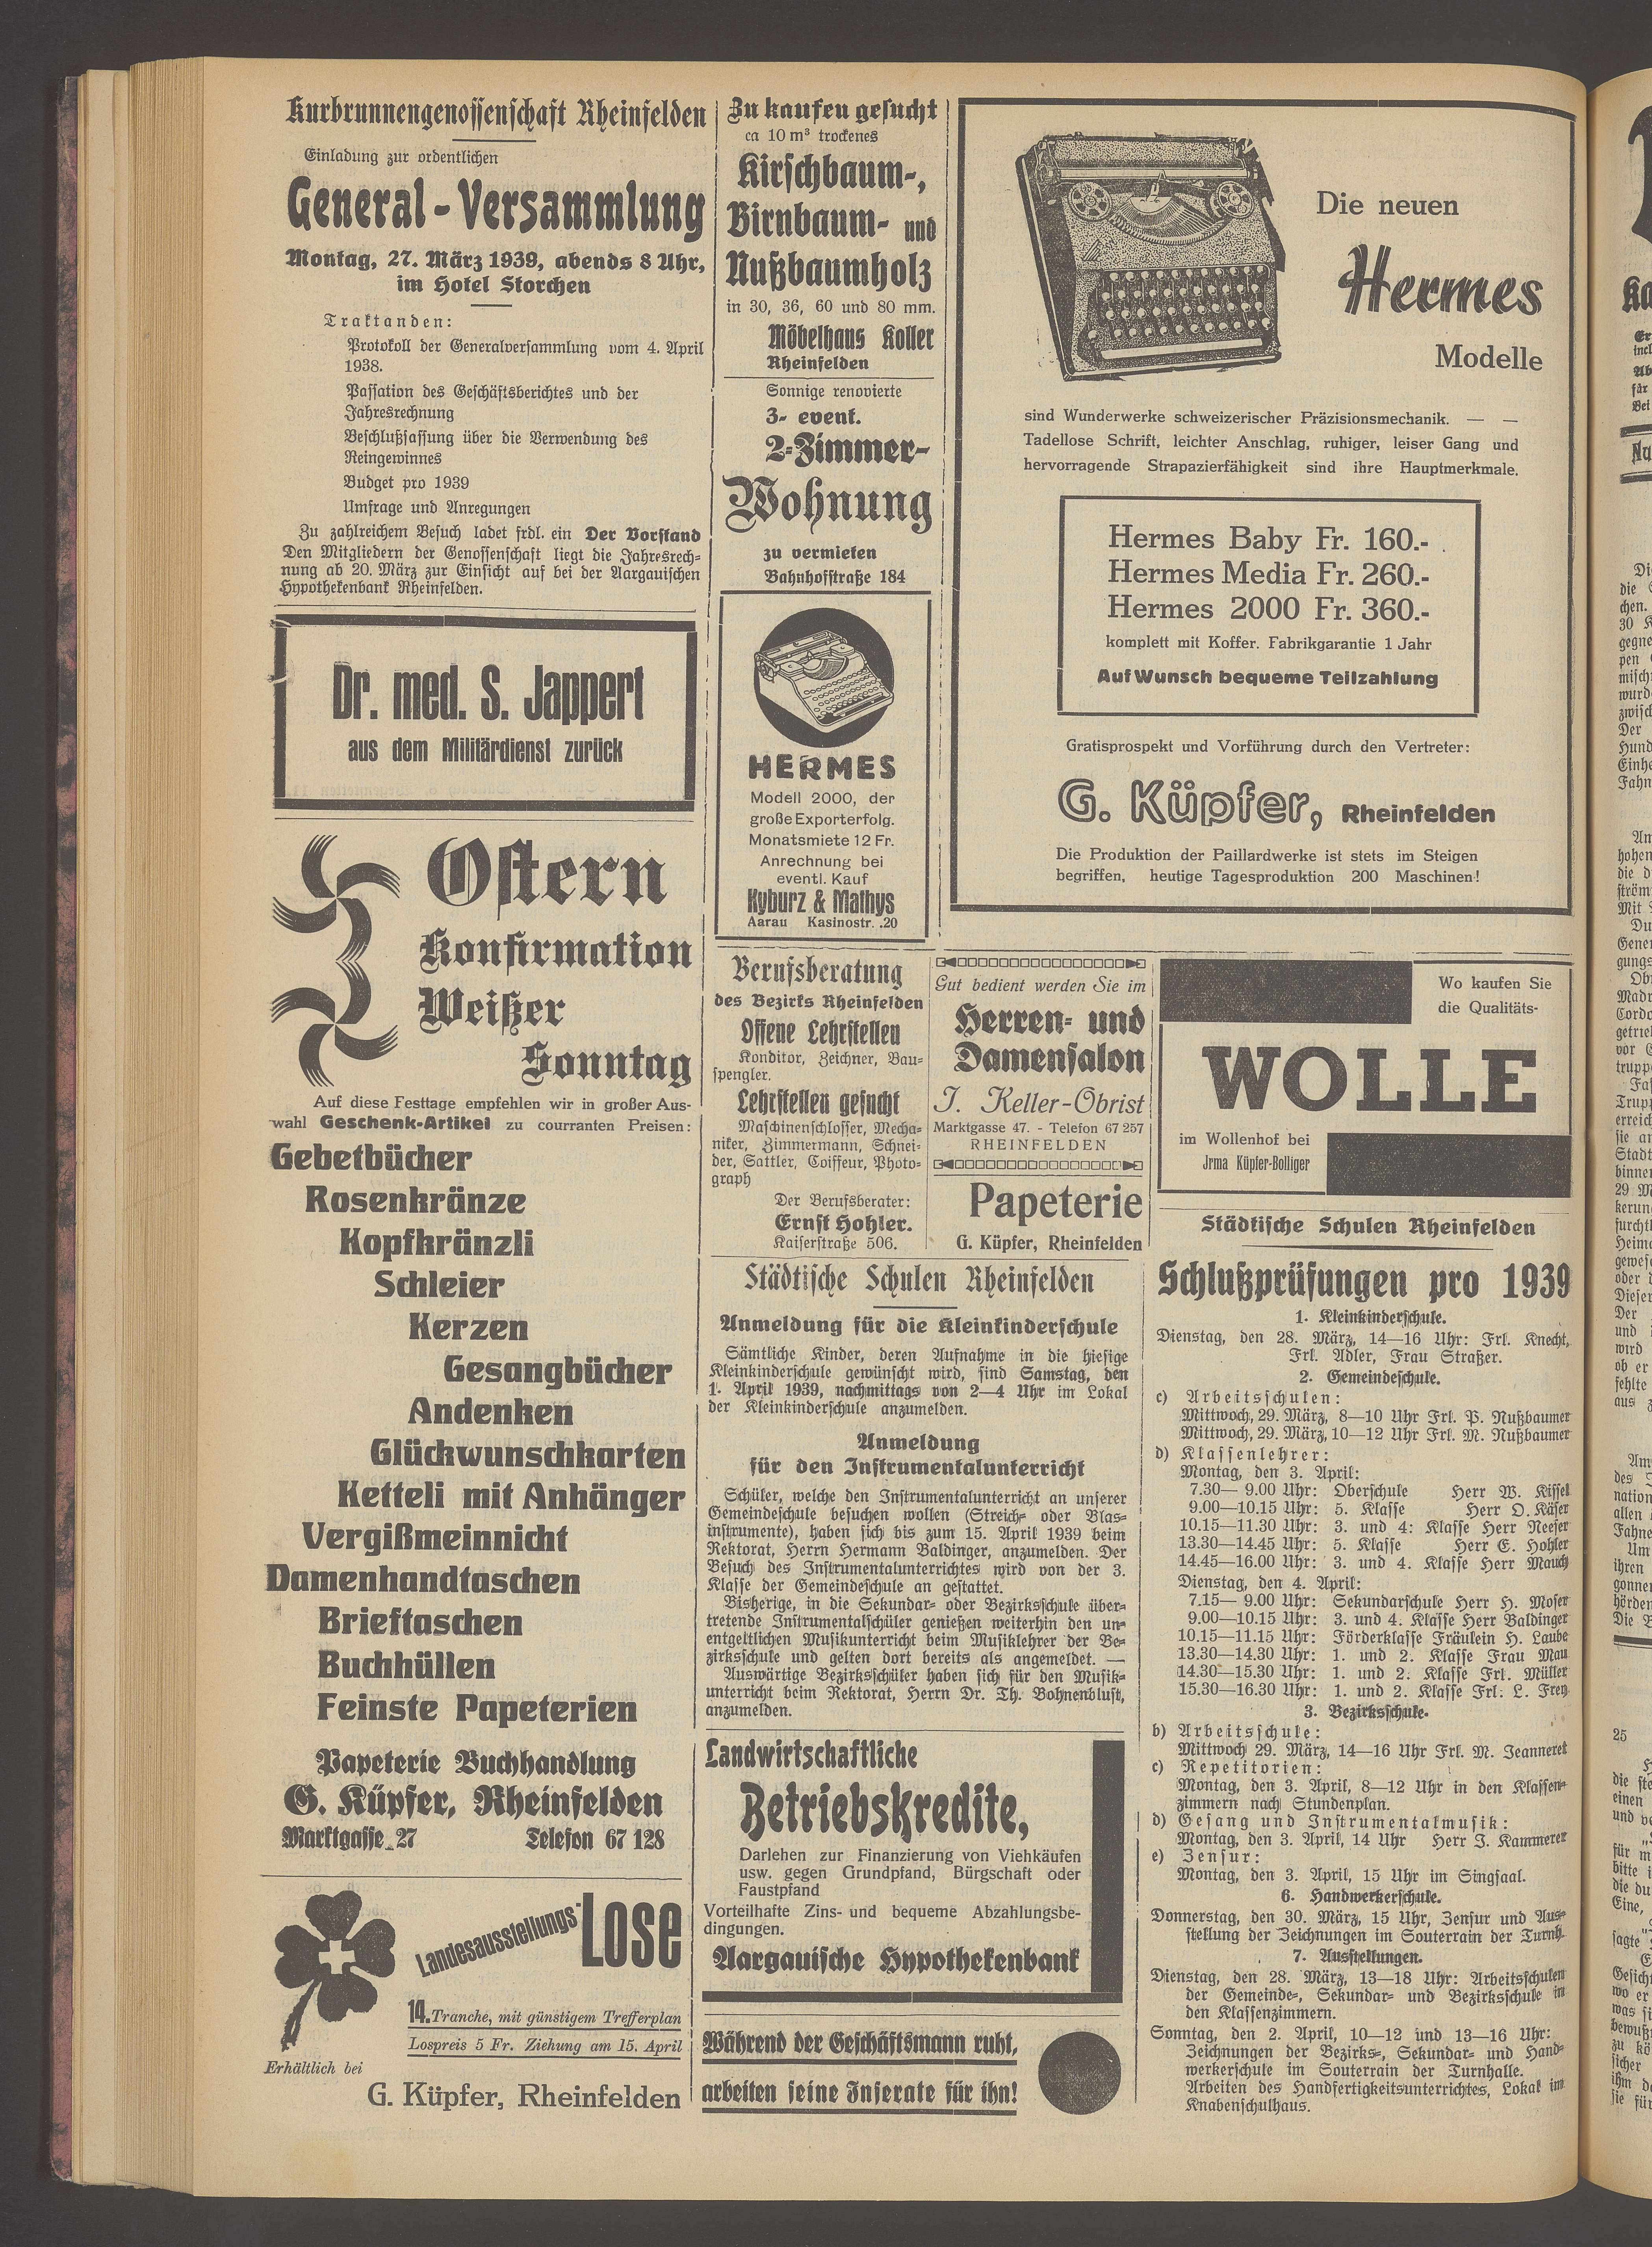 Kurbrunnengenossenschaft Rheinfelden
Einladung zur ordentlichen
General-Versammlung
Montag, 27. März 1939, abends 8 Uhr,
im Hotel Storchen
Traktanden:
Protokoll der Generalversammlung vom 4. April
1938.
Passation des Geschäftsberichtes und der
Jahresrechnung
Beschlußfassung über die Verwendung des
Reingewinnes
Budget pro 1939
Umfrage und Anregungen
Zu zahlreichem Besuch ladet frdl. ein Der Vorstand
Den Mitgliedern der Genossenschaft liegt die Jahresrech-
nung ab 20. März zur Einsicht auf bei der Aargauischen
Hypothekenbank Rheinfelden.
Dr. med. S. Jappert
aus dem Militärdienst zurück
Ostern
Konfirmation
Weißer
Sonntag
Auf diese Festtage empfehlen wir in großer Aus-
wahl Geschenk-Artikel zu couranten Preisen:
Gebetbücher
Rosenkränze
Kopfkränzli
Schleier
Kerzen
Gesangbücher
Andenken
Glückwunschkarten
Ketteli mit Anhänger
Vergißmeinnicht
Damenhandtaschen
Brieftaschen
Buchhüllen
Feinste Papeterien
Papeterie Buchhandlung
G. Küpfer, Rheinfelden
Marktgasse 27 Telefon 67 128
Landesausstellungs-LOSE
14. Tranche, mit günstigem Trefferplan
Lospreis 5 Fr. Ziehung am 15. April
Erhältlich bei
G. Küpfer, Rheinfelden
Zu kaufen gesucht
ca 10 m³ trockenes
Kirschbaum-,
Birnbaum- und
Nußbaumholz
in 30, 36, 60 und 80 mm.
Möbelhaus Koller
Rheinfelden
Sonnige renovierte
3- event.
2-Zimmer-
Wohnung
zu vermieten
Bahnhofstraße 184
HERMES
Modell 2000, der
große Exporterfolg.
Monatsmiete 12 Fr.
Anrechnung bei
eventl. Kauf
Kyburz & Mathys
Aarau Kasinostr. 20
Die neuen
Hermes
Modelle
sind Wunderwerke schweizerischer Präzisionsmechanik. — —
Tadellose Schrift, leichter Anschlag, ruhiger, leiser Gang und
hervorragende Strapazierfähigkeit sind ihre Hauptmerkmale.
Hermes Baby Fr. 160.-
Hermes Media Fr. 260.-
Hermes 2000 Fr. 360.-
komplett mit Koffer. Fabrikgarantie 1 Jahr
Auf Wunsch bequeme Teilzahlung
Gratisprospekt und Vorführung durch den Vertreter:
G. Küpfer, Rheinfelden
Die Produktion der Paillardwerke ist stets im Steigen
begriffen, heutige Tagesproduktion 200 Maschinen!
Berufsberatung
des Bezirks Rheinfelden
Offene Lehrstellen
Konditor, Zeichner, Bau-
spengler.
Lehrstellen gesucht
Maschinenschlosser, Mecha-
niker, Zimmermann, Schnei-
der, Sattler, Coiffeur, Photo-
graph
Der Berufsberater:
Ernst Hohler.
Kaiserstraße 506.
Gut bedient werden Sie im
Herren- und
Damensalon
J. Keller-Obrist
Marktgasse 47. - Telefon 67 257
RHEINFELDEN
Papeterie
G. Küpfer, Rheinfelden
Wo kaufen Sie
die Qualitäts-
WOLLE
im Wollenhof bei
Jrma Küpfer-Bolliger
Städtische Schulen Rheinfelden
Anmeldung für die Kleinkinderschule
Sämtliche Kinder, deren Aufnahme in die hiesige
Kleinkinderschule gewünscht wird, sind Samstag, den
1. April 1939, nachmittags von 2—4 Uhr im Lokal
der Kleinkinderschule anzumelden.
Anmeldung
für den Instrumentalunterricht
Schüler, welche den Instrumentalunterricht an unserer
Gemeindeschule besuchen wollen (Streich- oder Blas-
instrumente), haben sich bis zum 15. April 1939 beim
Rektorat, Herrn Hermann Baldinger, anzumelden. Der
Besuch des Instrumentalunterrichtes wird von der 3.
Klasse der Gemeindeschule an gestattet.
Bisherige, in die Sekundar- oder Bezirksschule über-
tretende Instrumentalschüler genießen weiterhin den un-
entgeltlichen Musikunterricht beim Musiklehrer der Be-
zirksschule und gelten dort bereits als angemeldet. —
Auswärtige Bezirksschüler haben sich für den Musik-
unterricht beim Rektorat, Herrn Dr. Th. Bohnenblust,
anzumelden.
Landwirtschaftliche
Betriebskredite,
Darlehen zur Finanzierung von Viehkäufen
usw. gegen Grundpfand, Bürgschaft oder
Faustpfand
Vorteilhafte Zins- und bequeme Abzahlungsbe-
dingungen.
Aargauische Hypothekenbank
Während der Geschäftsmann ruht,
arbeiten seine Inserate für ihn!
Städtische Schulen Rheinfelden
Schlußprüfungen pro 1939
1. Kleinkinderschule.
Dienstag, den 28. März, 14—16 Uhr: Frl. Knecht,
Frl. Adler, Frau Straßer.
2. Gemeindeschule.
c) Arbeitsschulen:
Mittwoch, 29. März, 8—10 Uhr Frl. P. Nußbaumer
Mittwoch, 29. März, 10—12 Uhr Frl. M. Nußbaumer
d) Klassenlehrer:
Montag, den 3. April:
7.30— 9.00 Uhr: Oberschule Herr W. Kissel
9.00—10.15 Uhr: 5. Klasse Herr O. Käser
10.15—11.30 Uhr: 3. und 4: Klasse Herr Neeser
13.30—14.45 Uhr: 5. Klasse Herr E. Hohler
14.45—16.00 Uhr: 3. und 4. Klasse Herr Mauch
Dienstag, den 4. April:
7.15— 9.00 Uhr: Sekundarschule Herr H. Moser
9.00—10.15 Uhr: 3. und 4. Klasse Herr Baldinger
10.15—11.15 Uhr: Förderklasse Fräulein H. Laube
13.30—14.30 Uhr: 1. und 2. Klasse Frau Mau
14.30—15.30 Uhr: 1. und 2. Klasse Frl. Müller
15.30—16.30 Uhr: 1. und 2. Klasse Frl. L. Frey
3. Bezirksschule.
b) Arbeitsschule:
Mittwoch 29. März, 14—16 Uhr Frl. M. Jeanneret
c) Repetitorien:
Montag, den 3. April, 8—12 Uhr in den Klassen-
zimmern nach Stundenplan.
d) Gesang und Instrumentalmusik:
Montag, den 3. April, 14 Uhr Herr J. Kammerer
e) Zensur:
Montag, den 3. April, 15 Uhr im Singsaal.
6. Handwerkerschule.
Donnerstag, den 30. März, 15 Uhr, Zensur und Aus-
stellung der Zeichnungen im Souterrain der Turnh.
7. Ausstellungen.
Dienstag, den 28. März, 13—18 Uhr: Arbeitsschulen
der Gemeinde-, Sekundar- und Bezirksschule in
den Klassenzimmern.
Sonntag, den 2. April, 10—12 und 13—16 Uhr:
Zeichnungen der Bezirks-, Sekundar- und Hand-
werkerschule im Souterrain der Turnhalle.
Arbeiten des Handfertigkeitsunterrichtes, Lokal im
Knabenschulhaus.